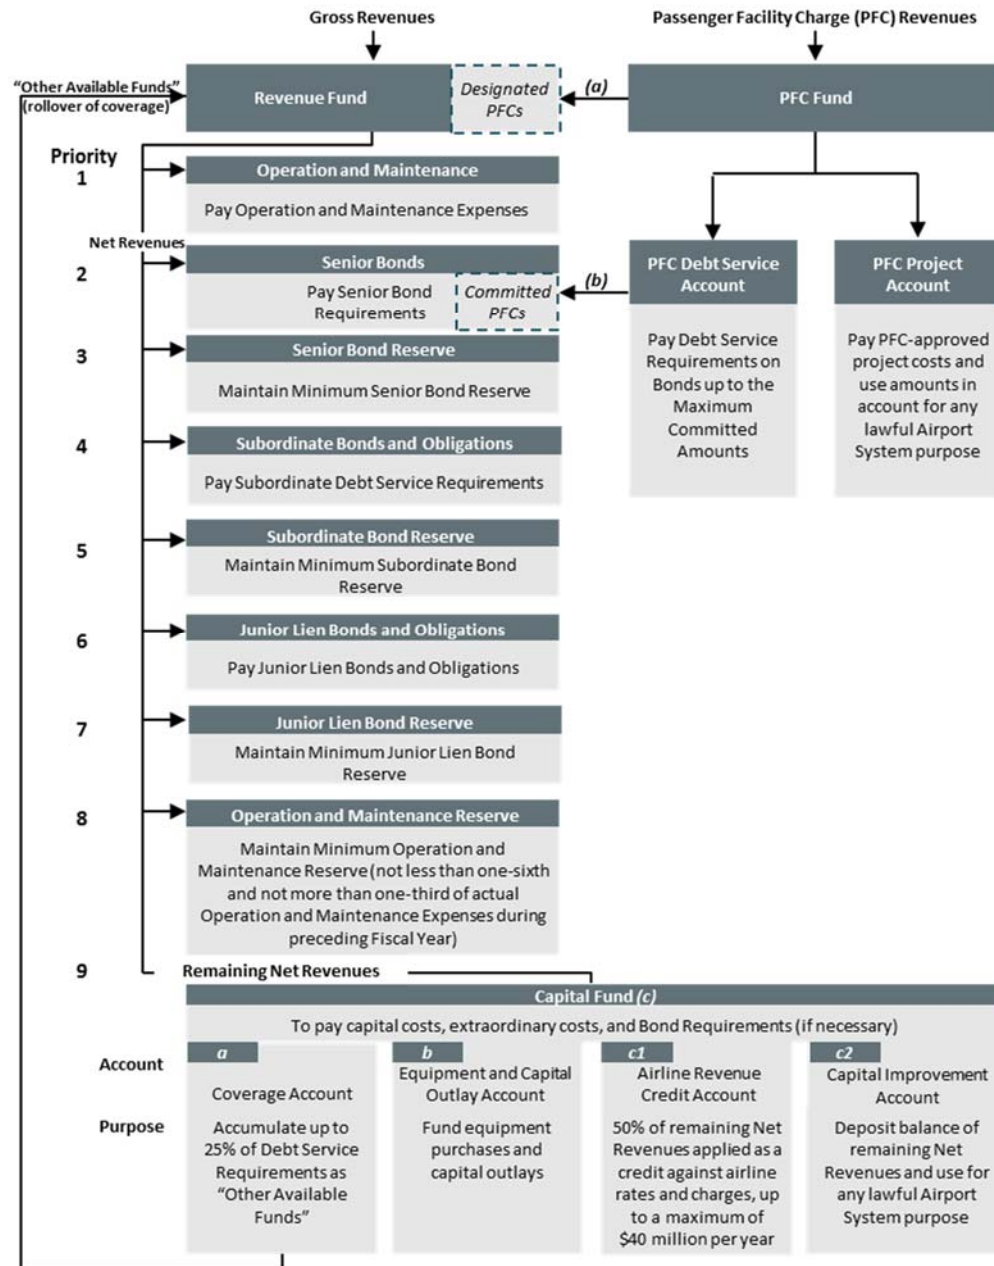 Gross Revenues
Passenger Facility Charge (PFC) Revenues
“Other Available Funds”
(rollover of coverage)
Revenue Fund
Designated
PFCs
(a)
PFC Fund
Priority
1
Operation and Maintenance
Pay Operation and Maintenance Expenses
Net Revenues
2
Senior Bonds
Pay Senior Bond
Requirements
Committed
PFCs
(b)
PFC Debt Service
Account
Pay Debt Service
Requirements on
Bonds up to the
Maximum
Committed
Amounts
PFC Project
Account
Pay PFC-approved
project costs and
use amounts in
account for any
lawful Airport
System purpose
3
Senior Bond Reserve
Maintain Minimum Senior Bond Reserve
4
Subordinate Bonds and Obligations
Pay Subordinate Debt Service Requirements
5
Subordinate Bond Reserve
Maintain Minimum Subordinate Bond
Reserve
6
Junior Lien Bonds and Obligations
Pay Junior Lien Bonds and Obligations
7
Junior Lien Bond Reserve
Maintain Minimum Junior Lien Bond
Reserve
8
Operation and Maintenance Reserve
Maintain Minimum Operation and
Maintenance Reserve (not less than one-sixth
and not more than one-third of actual
Operation and Maintenance Expenses during
preceding Fiscal Year)
9
Remaining Net Revenues
Capital Fund (c)
To pay capital costs, extraordinary costs, and Bond Requirements (if necessary)
Account
Purpose
a
Coverage Account
Accumulate up to
25% of Debt Service
Requirements as
“Other Available
Funds”
b
Equipment and Capital
Outlay Account
Fund equipment
purchases and
capital outlays
c1
Airline Revenue
Credit Account
50% of remaining Net
Revenues applied as a
credit against airline
rates and charges, up
to a maximum of
$40 million per year
c2
Capital Improvement
Account
Deposit balance of
remaining Net
Revenues and use for
any lawful Airport
System purpose